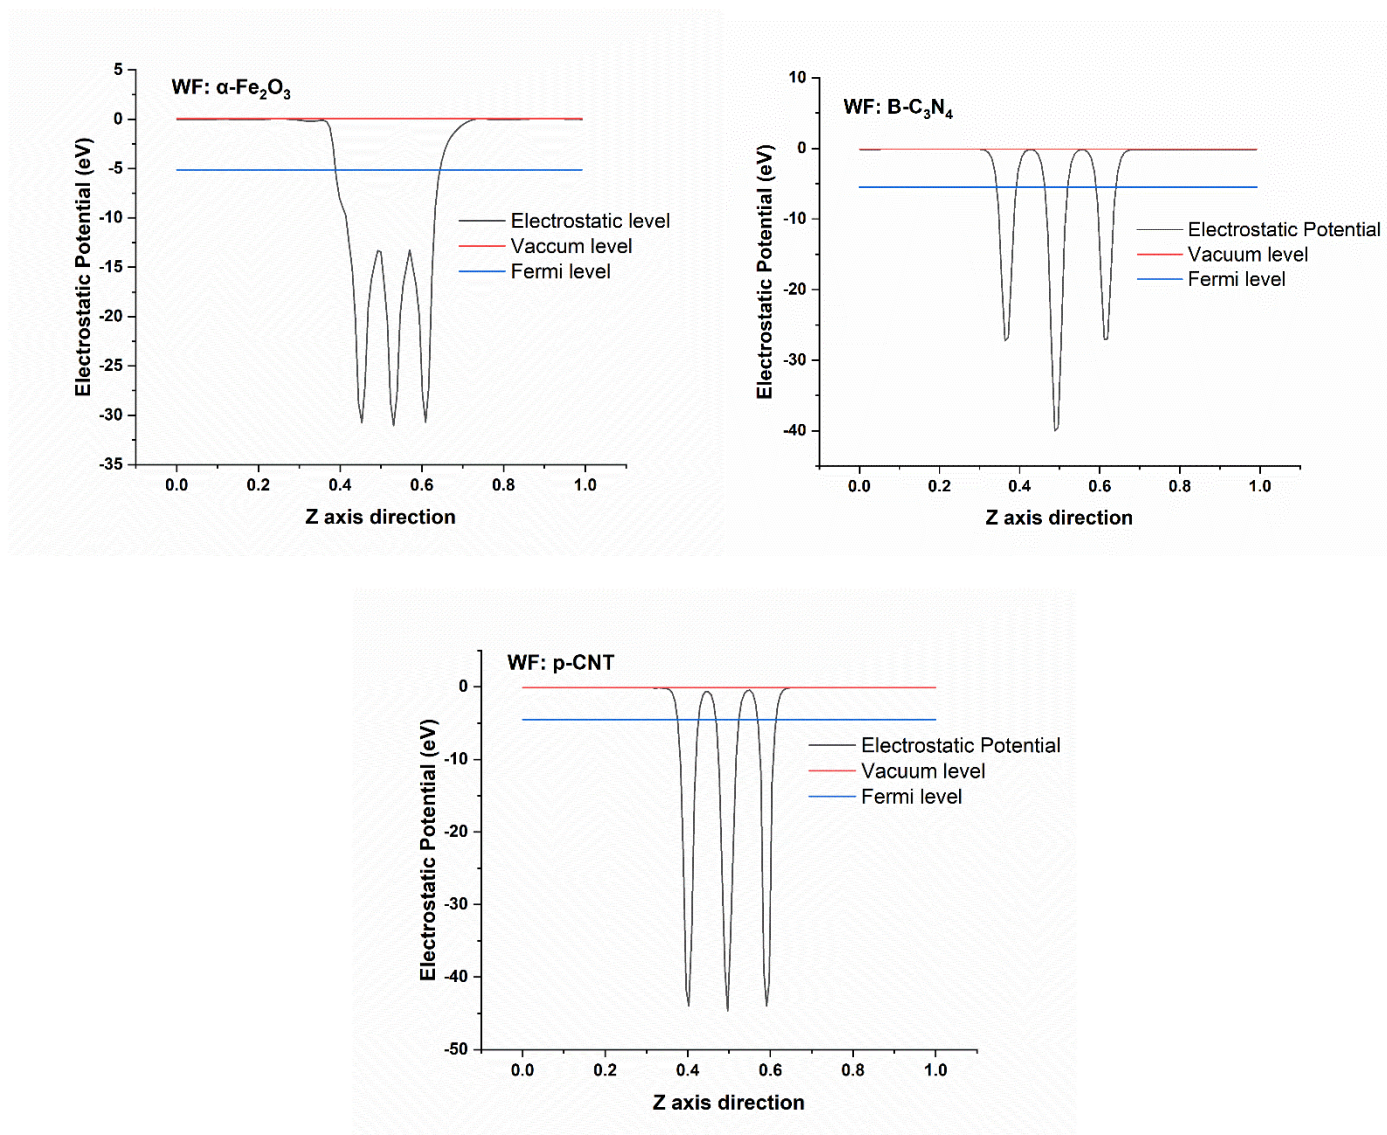 WF: α-Fe₂O₃
Electrostatic Potential (eV)
5
0
-5
-10
-15
-20
-25
-30
-35
Electrostatic level
Vaccum level
Fermi level
0.0 0.2 0.4 0.6 0.8 1.0
Z axis direction
WF: B-C₃N₄
Electrostatic Potential (eV)
10
0
-10
-20
-30
-40
Electrostatic Potential
Vacuum level
Fermi level
0.0 0.2 0.4 0.6 0.8 1.0
Z axis direction
WF: p-CNT
Electrostatic Potential (eV)
0
-10
-20
-30
-40
-50
Electrostatic Potential
Vacuum level
Fermi level
0.0 0.2 0.4 0.6 0.8 1.0
Z axis direction